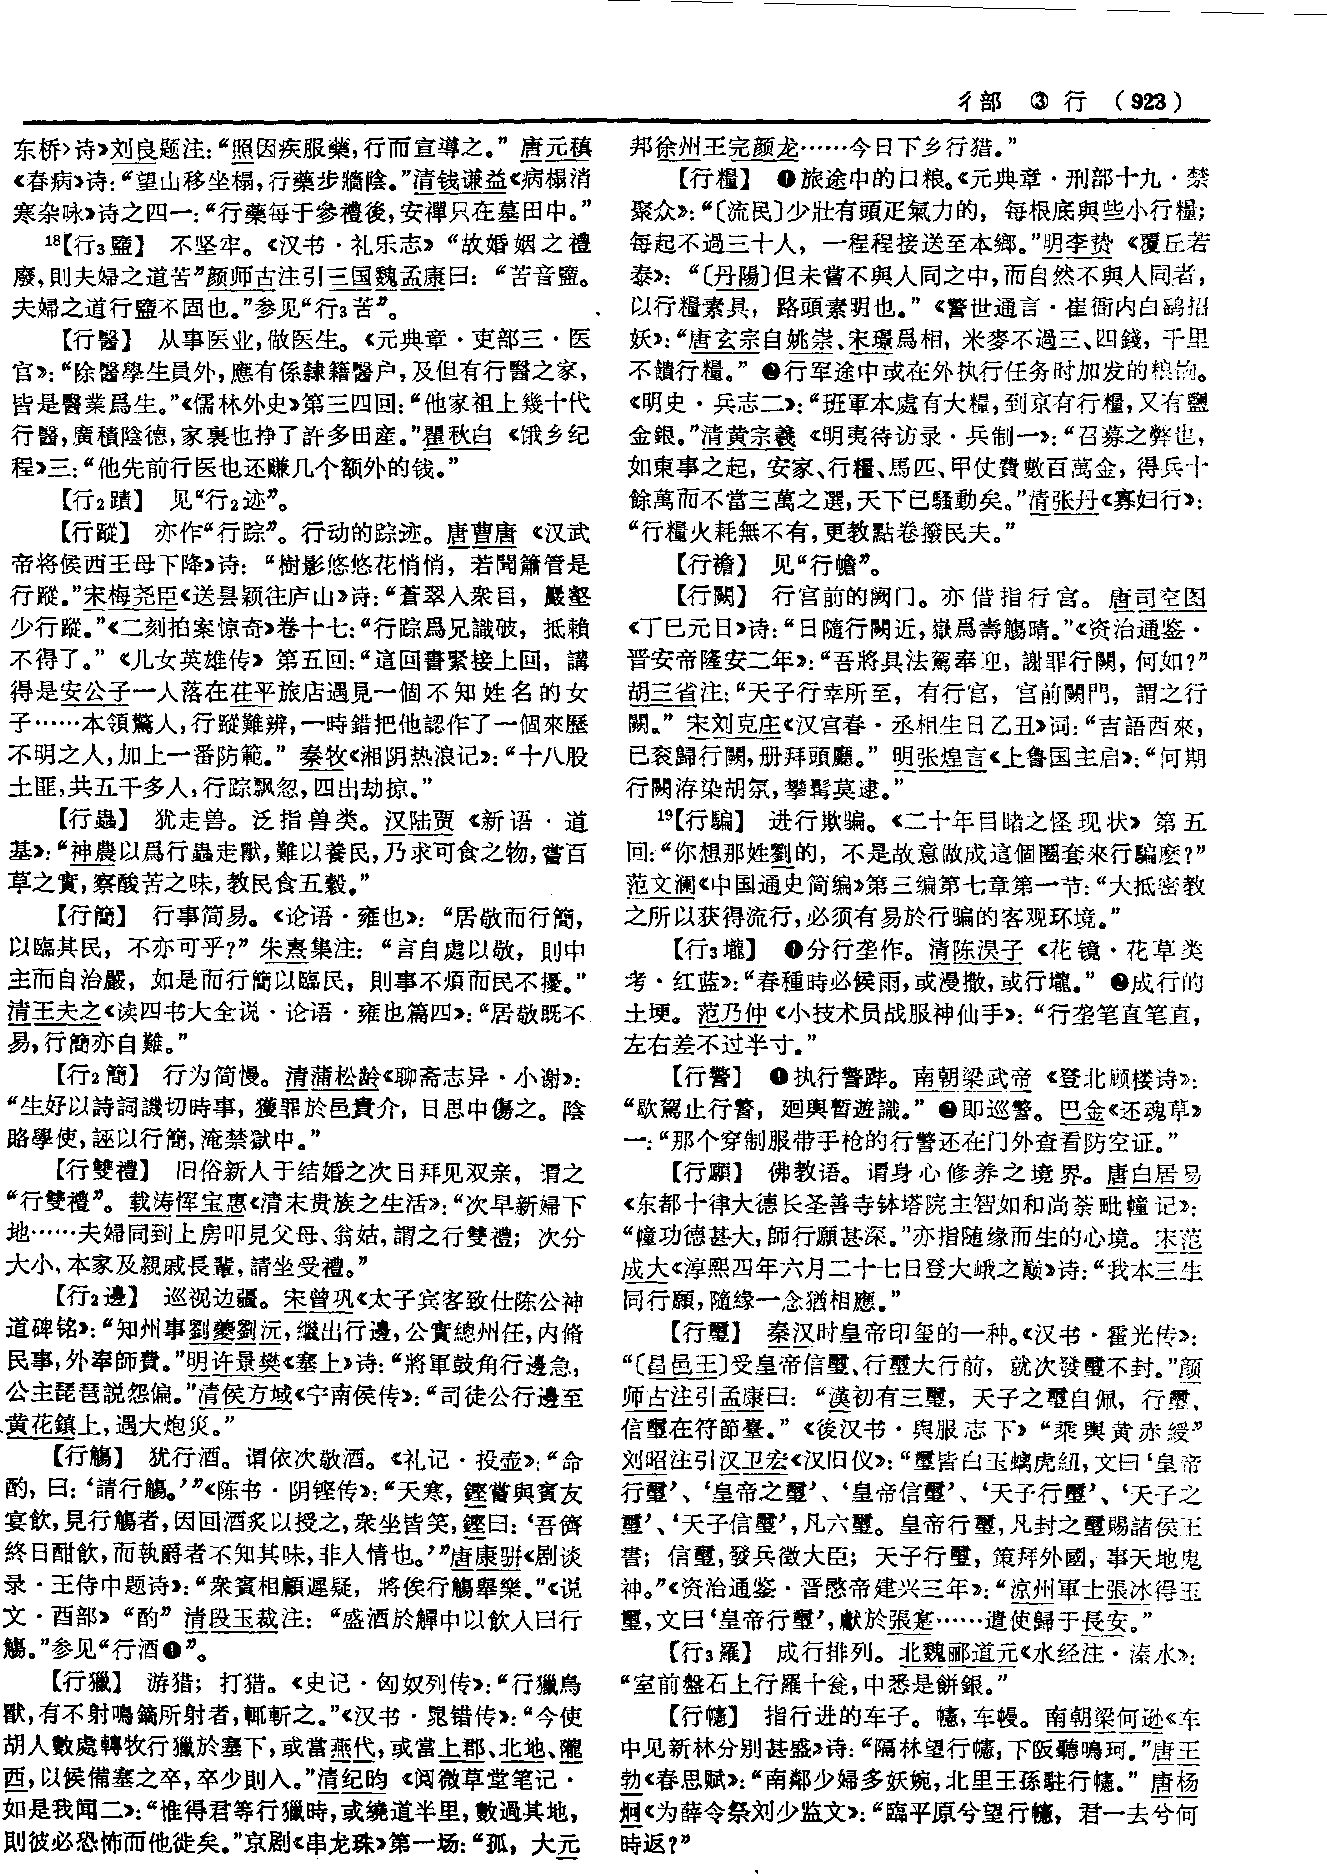 彳部 ③ 行 （923）
东桥〉诗》刘良题注：“照因疾服藥，行而宣導之。” 唐元稹
《春病》诗：“望山移坐榻，行藥步牆陰。”清钱谦益《病榻消
寒杂咏》诗之四一：“行藥每于參禮後，安禪只在墓田中。”
18【行3鹽】 不坚牢。《汉书·礼乐志》“故婚姻之禮
廢，則夫婦之道苦”颜师古注引三国魏孟康曰：“苦音盬。
夫婦之道行盬不固也。”参见“行3苦”。
【行醫】 从事医业，做医生。《元典章·吏部三·医
官》：“除醫學生員外，應有係隸籍醫户，及但有行醫之家，
皆是醫業爲生。”《儒林外史》第三四回：“他家祖上幾十代
行醫，廣積陰德，家裏也挣了許多田産。”瞿秋白《饿乡纪
程》三：“他先前行医也还赚几个额外的钱。”
【行2蹟】 见“行2迹”。
【行蹤】 亦作“行踪”。行动的踪迹。唐曹唐《汉武
帝将候西王母下降》诗：“樹影悠悠花悄悄，若聞簫管是
行蹤。”宋梅尧臣《送昙颖往庐山》诗：“蒼翠入衆目，巖壑
少行蹤。”《二刻拍案惊奇》卷十七：“行踪爲兄識破，抵賴
不得了。”《儿女英雄传》第五回：“這回書緊接上回，講
得是安公子一人落在茌平旅店遇見一個不知姓名的女
子……本領驚人，行蹤難辨，一時錯把他認作了一個來歷
不明之人，加上一番防範。” 秦牧《湘阴热浪记》：“十八股
土匪，共五千多人，行踪飘忽，四出劫掠。”
【行蟲】 犹走兽。泛指兽类。汉陆贾《新语·道
基》：“神農以爲行蟲走獸，難以養民，乃求可食之物，嘗百
草之實，察酸苦之味，教民食五穀。”
【行簡】 行事简易。《论语·雍也》：“居敬而行簡，
以臨其民，不亦可乎？” 朱熹集注：“言自處以敬，則中
主而自治嚴，如是而行簡以臨民，則事不煩而民不擾。”
清王夫之《读四书大全说·论语·雍也篇四》：“居敬既不
易，行簡亦自難。”
【行2簡】 行为简慢。清蒲松龄《聊斋志异·小谢》：
“生好以詩詞譏切時事，獲罪於邑貴介，日思中傷之。陰
賂學使，誣以行簡，淹禁獄中。”
【行雙禮】 旧俗新人于结婚之次日拜见双亲，谓之
“行雙禮”。载涛恽宝惠《清末贵族之生活》：“次早新婦下
地……夫婦同到上房叩見父母、翁姑，謂之行雙禮；次分
大小，本家及親戚長輩，請坐受禮。”
【行2邊】 巡视边疆。宋曾巩《太子宾客致仕陈公神
道碑铭》：“知州事劉夔劉沆，繼出行邊，公實總州任，内脩
民事，外奉師費。”明许景樊《塞上》诗：“將軍鼓角行邊急，
公主琵琶説怨偏。”清侯方域《宁南侯传》：“司徒公行邊至
黄花鎮上，遇大炮災。”
【行觴】 犹行酒。谓依次敬酒。《礼记·投壶》：“命
酌，曰：‘請行觴。’”《陈书·阴铿传》：“天寒，鏗嘗與賓友
宴飲，見行觴者，因回酒炙以授之，衆坐皆笑，鏗曰：‘吾儕
終日酣飲，而執爵者不知其味，非人情也。’”唐康骈《剧谈
录·王侍中题诗》：“衆賓相顧遲疑，將俟行觴舉樂。”《说
文·酉部》“酌” 清段玉裁注：“盛酒於觶中以飲人曰行
觴。”参见“行酒❶”。
【行獵】 游猎；打猎。《史记·匈奴列传》：“行獵鳥
獸，有不射鳴鏑所射者，輒斬之。”《汉书·晁错传》：“今使
胡人數處轉牧行獵於塞下，或當燕代，或當上郡、北地、隴
西，以候備塞之卒，卒少則入。”清纪昀《阅微草堂笔记·
如是我闻二》：“惟得君等行獵時，或繞道半里，數過其地，
則彼必恐怖而他徙矣。”京剧《串龙珠》第一场：“孤，大元
邦徐州王完颜龙……今日下乡行猎。”
【行糧】 ❶旅途中的口粮。《元典章·刑部十九·禁
聚众》：“〔流民〕少壯有頭疋氣力的，每根底與些小行糧；
每起不過三十人，一程程接送至本鄉。”明李贽《覆丘若
泰》：“〔丹陽〕但未嘗不與人同之中，而自然不與人同者，
以行糧素具，路頭素明也。”《警世通言·崔衙内白鹞招
妖》：“唐玄宗自姚崇、宋璟爲相，米麥不過三、四錢，千里
不饋行糧。” ❷行军途中或在外执行任务时加发的粮饷。
《明史·兵志二》：“班軍本處有大糧，到京有行糧，又有鹽
金銀。”清黄宗羲《明夷待访录·兵制一》：“召募之弊也，
如東事之起，安家、行糧、馬匹、甲仗費數百萬金，得兵十
餘萬而不當三萬之選，天下已騷動矣。”清张丹《寡妇行》：
“行糧火耗無不有，更教點卷撥民夫。”
【行襜】 见“行幨”。
【行闕】 行宫前的阙门。亦借指行宫。唐司空图
《丁巳元日》诗：“日隨行闕近，嶽爲壽觴晴。”《资治通鉴·
晋安帝隆安二年》：“吾將具法駕奉迎，謝罪行闕，何如？”
胡三省注：“天子行幸所至，有行宫，宫前闕門，謂之行
闕。” 宋刘克庄《汉宫春·丞相生日乙丑》词：“吉語西來，
已衮歸行闕，册拜頭廳。” 明张煌言《上鲁国主启》：“何期
行闕洊染胡氛，攀髯莫逮。”
19【行騙】 进行欺骗。《二十年目睹之怪现状》第五
回：“你想那姓劉的，不是故意做成這個圈套來行騙麽？”
范文澜《中国通史简编》第三编第七章第一节：“大抵密教
之所以获得流行，必须有易於行骗的客观环境。”
【行3壠】 ❶分行垄作。清陈淏子《花镜·花草类
考·红蓝》：“春種時必候雨，或漫撒，或行壠。” ❷成行的
土埂。范乃仲《小技术员战服神仙手》：“行垄笔直笔直，
左右差不过半寸。”
【行警】 ❶执行警跸。南朝梁武帝《登北顾楼诗》：
“歇駕止行警，廻輿暫遊識。” ❷即巡警。巴金《还魂草》
一：“那个穿制服带手枪的行警还在门外查看防空证。”
【行願】 佛教语。谓身心修养之境界。唐白居易
《东都十律大德长圣善寺钵塔院主智如和尚荼毗幢记》：
“幢功德甚大，師行願甚深。”亦指随缘而生的心境。宋范
成大《淳熙四年六月二十七日登大峨之巅》诗：“我本三生
同行願，隨缘一念猶相應。”
【行璽】 秦汉时皇帝印玺的一种。《汉书·霍光传》：
“〔昌邑王〕受皇帝信璽、行璽大行前，就次發璽不封。”颜
师古注引孟康曰：“漢初有三璽，天子之璽自佩，行璽、
信璽在符節臺。”《後汉书·舆服志下》“乘輿黄赤綬”
刘昭注引汉卫宏《汉旧仪》：“璽皆白玉螭虎紐，文曰‘皇帝
行璽’、‘皇帝之璽’、‘皇帝信璽’、‘天子行璽’、‘天子之
璽’、‘天子信璽’，凡六璽。皇帝行璽，凡封之璽賜諸侯王
書；信璽，發兵徵大臣；天子行璽，策拜外國，事天地鬼
神。”《资治通鉴·晋愍帝建兴三年》：“凉州軍士張冰得玉
璽，文曰‘皇帝行璽’，獻於張寔……遣使歸于長安。”
【行3羅】 成行排列。北魏郦道元《水经注·溱水》：
“室前盤石上行羅十瓮，中悉是餅銀。”
【行幰】 指行进的车子。幰，车幔。南朝梁何逊《车
中见新林分别甚盛》诗：“隔林望行幰，下阪聽鳴珂。”唐王
勃《春思赋》：“南鄰少婦多妖婉，北里王孫駐行幰。” 唐杨
炯《为薛令祭刘少监文》：“臨平原兮望行幰，君一去兮何
時返？”